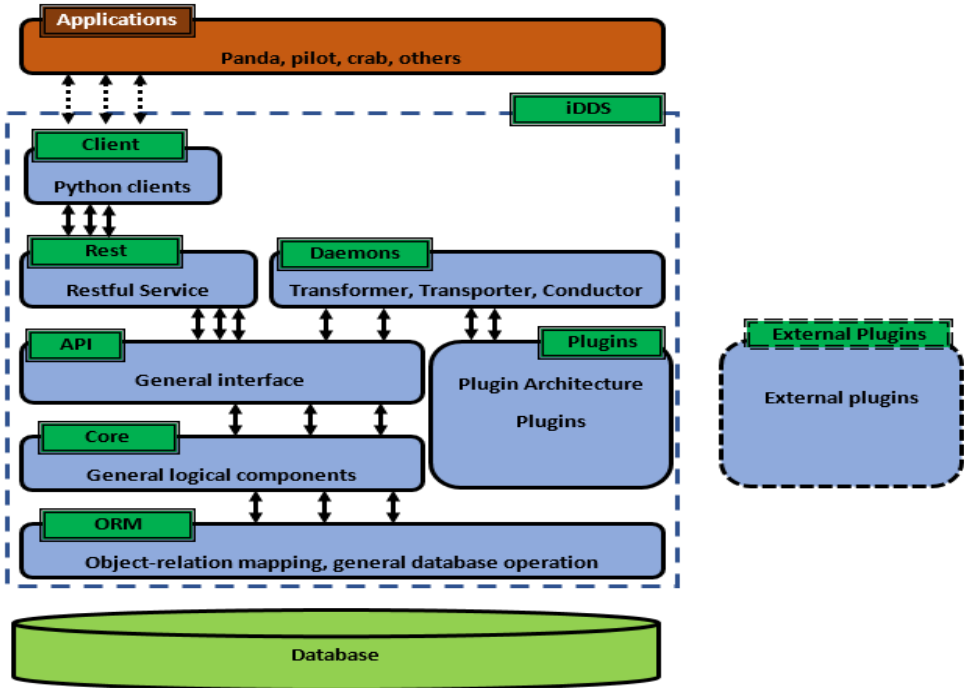 Applications
Panda, pilot, crab, others
iDDS
Client
Python clients
Rest
Restful Service
Daemons
Transformer, Transporter, Conductor
API
General interface
Plugins
Plugin Architecture
Plugins
External Plugins
External plugins
Core
General logical components
ORM
Object-relation mapping, general database operation
Database